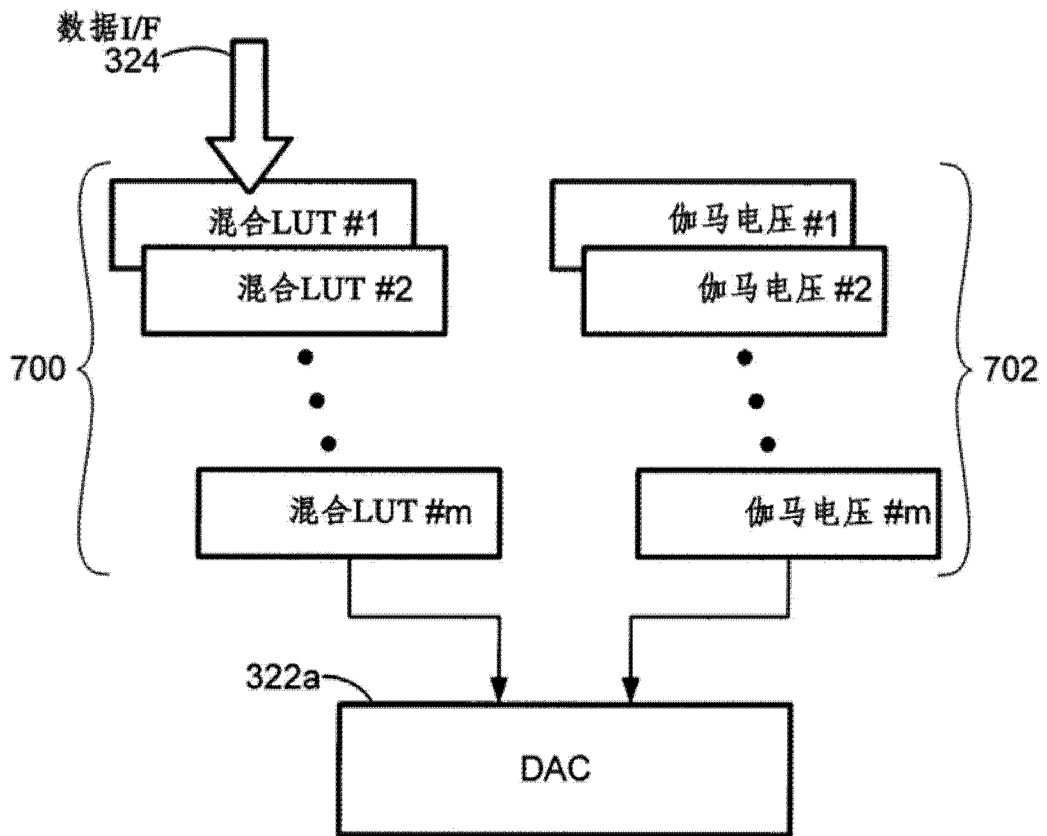 数据I/F
324
混合LUT #1
混合LUT #2
混合LUT #m
700
伽马电压 #1
伽马电压 #2
伽马电压 #m
702
322a
DAC